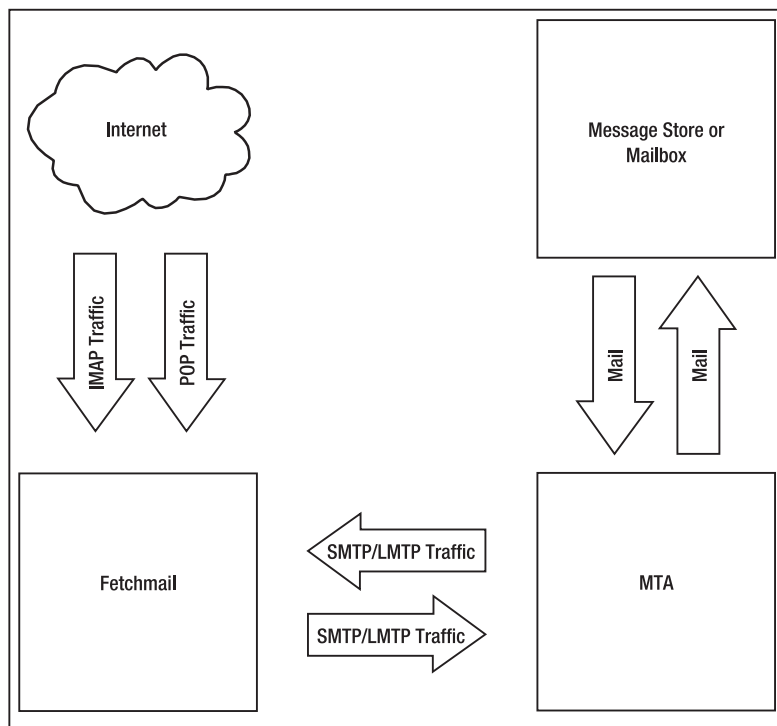 Internet
Message Store or
Mailbox
IMAP Traffic
POP Traffic
Mail
Mail
Fetchmail
SMTP/LMTP Traffic
SMTP/LMTP Traffic
MTA